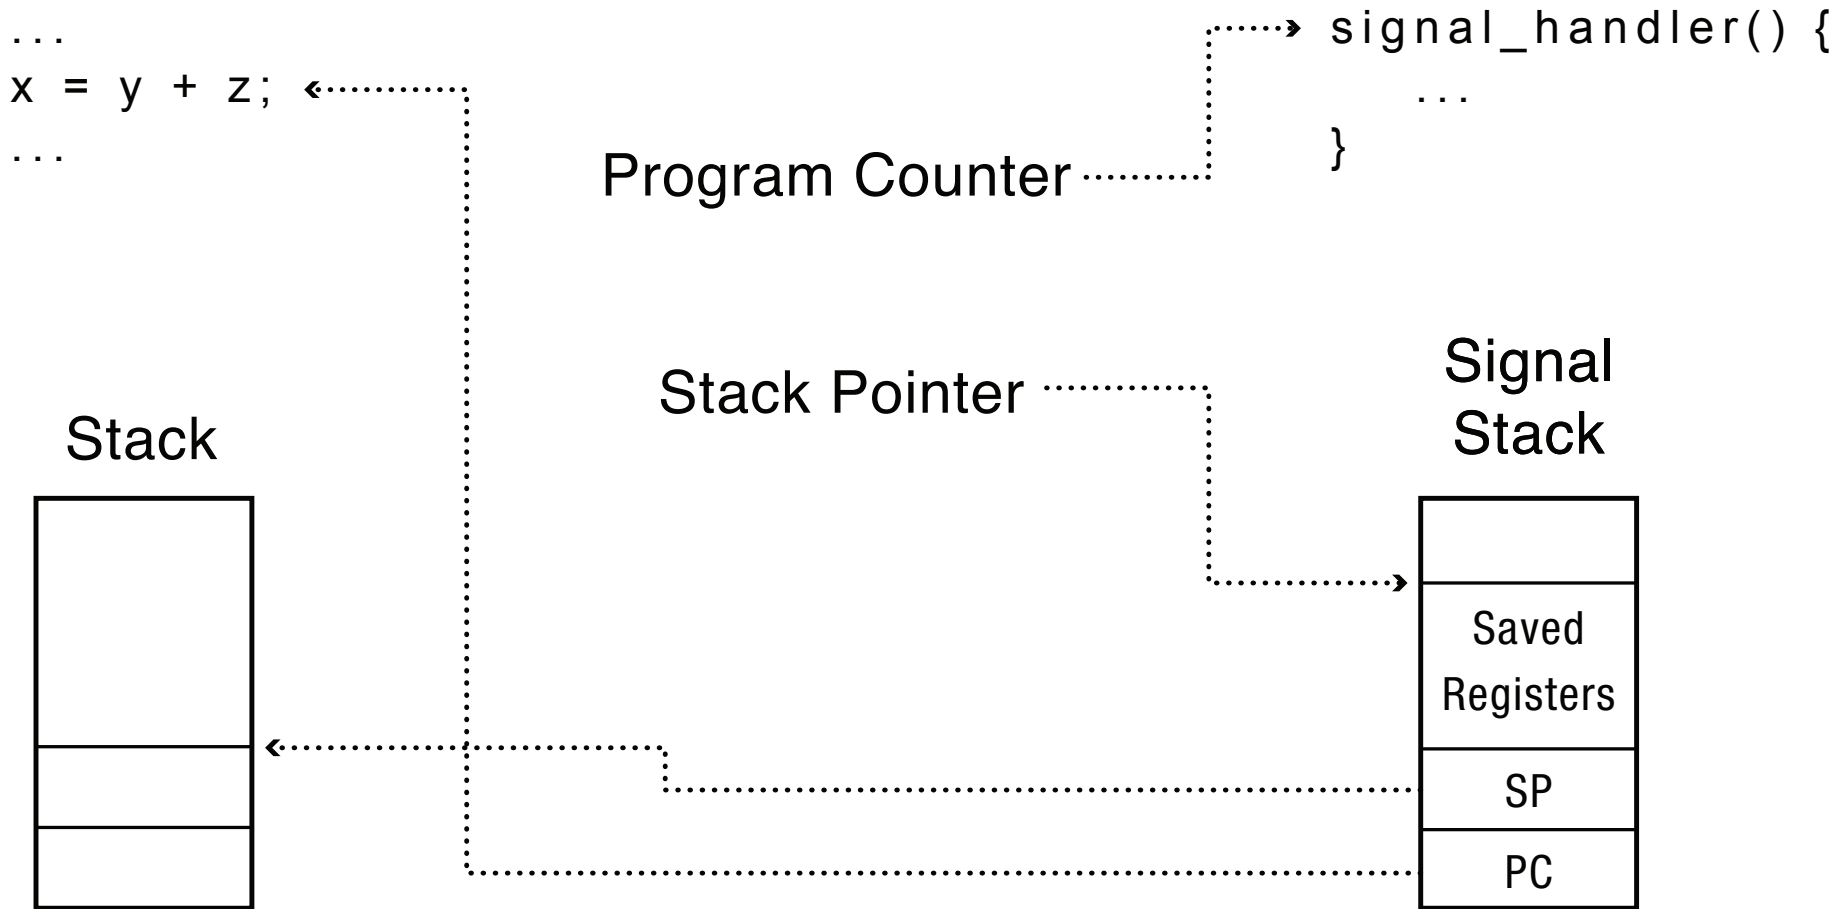 ...
x = y + z;
...
signal_handler() {
...
}
Program Counter
Stack Pointer
Stack
Signal
Stack
Saved
Registers
SP
PC